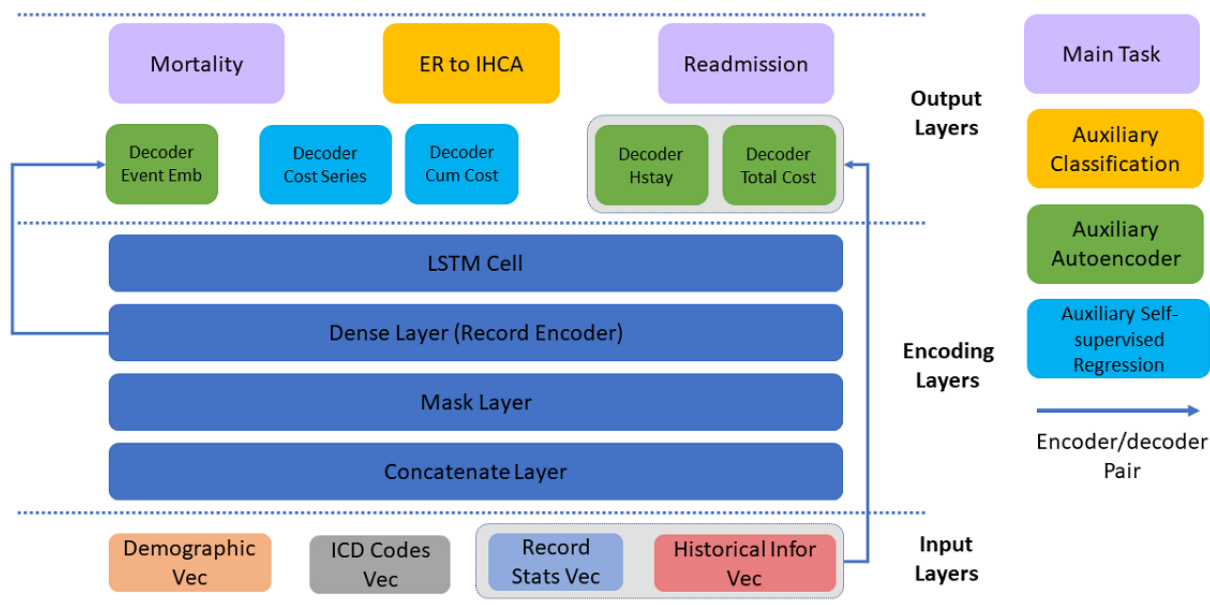 Mortality
ER to IHCA
Readmission
Main Task
Output
Layers
Auxiliary
Classification
Decoder
Event Emb
Decoder
Cost Series
Decoder
Cum Cost
Decoder
Hstay
Decoder
Total Cost
Auxiliary
Autoencoder
LSTM Cell
Dense Layer (Record Encoder)
Encoding
Layers
Auxiliary Self-
supervised
Regression
Mask Layer
Encoder/decoder
Pair
Concatenate Layer
Demographic
Vec
ICD Codes
Vec
Record
Stats Vec
Historical Infor
Vec
Input
Layers